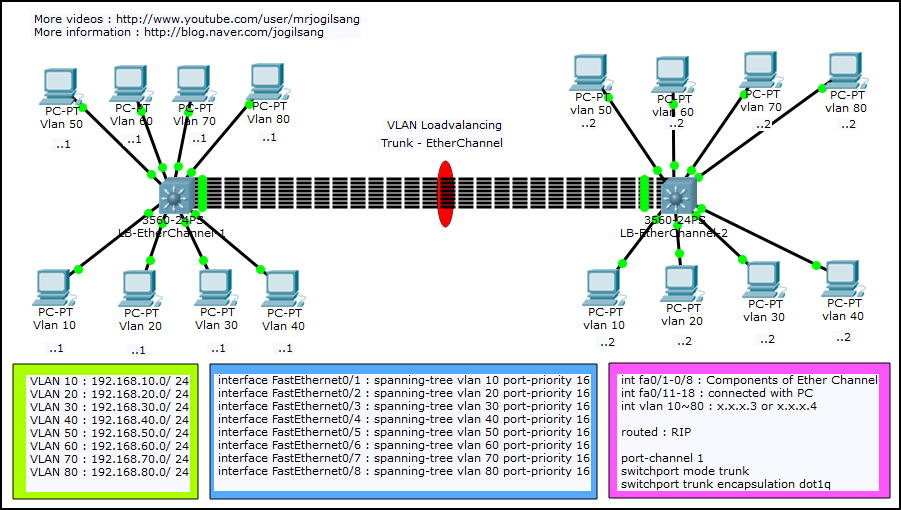 More videos : http://www.youtube.com/user/mrjogilsang
More information : http://blog.naver.com/jogilsang
PC-PT
Vlan 50
..1
PC-PT
Vlan 60
..1
PC-PT
Vlan 70
..1
PC-PT
Vlan 80
..1
VLAN Loadvalancing
Trunk - EtherChannel
PC-PT
vlan 50
..2
PC-PT
vlan 60
..2
PC-PT
vlan 70
..2
PC-PT
vlan 80
..2
3560-24PS
LB-EtherChannel-1
3560-24PS
LB-EtherChannel-2
PC-PT
Vlan 10
..1
PC-PT
Vlan 20
..1
PC-PT
Vlan 30
..1
PC-PT
Vlan 40
..1
PC-PT
vlan 10
..2
PC-PT
vlan 20
..2
PC-PT
vlan 30
..2
PC-PT
vlan 40
..2
VLAN 10 : 192.168.10.0/ 24
VLAN 20 : 192.168.20.0/ 24
VLAN 30 : 192.168.30.0/ 24
VLAN 40 : 192.168.40.0/ 24
VLAN 50 : 192.168.50.0/ 24
VLAN 60 : 192.168.60.0/ 24
VLAN 70 : 192.168.70.0/ 24
VLAN 80 : 192.168.80.0/ 24
interface FastEthernet0/1 : spanning-tree vlan 10 port-priority 16
interface FastEthernet0/2 : spanning-tree vlan 20 port-priority 16
interface FastEthernet0/3 : spanning-tree vlan 30 port-priority 16
interface FastEthernet0/4 : spanning-tree vlan 40 port-priority 16
interface FastEthernet0/5 : spanning-tree vlan 50 port-priority 16
interface FastEthernet0/6 : spanning-tree vlan 60 port-priority 16
interface FastEthernet0/7 : spanning-tree vlan 70 port-priority 16
interface FastEthernet0/8 : spanning-tree vlan 80 port-priority 16
int fa0/1-0/8 : Components of Ether Channel
int fa0/11-18 : connected with PC
int vlan 10~80 : x.x.x.3 or x.x.x.4
routed : RIP
port-channel 1
switchport mode trunk
switchport trunk encapsulation dot1q